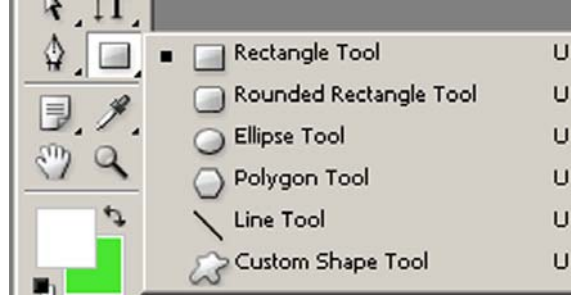 T
Rectangle Tool U
Rounded Rectangle Tool U
Ellipse Tool U
Polygon Tool U
Line Tool U
Custom Shape Tool U